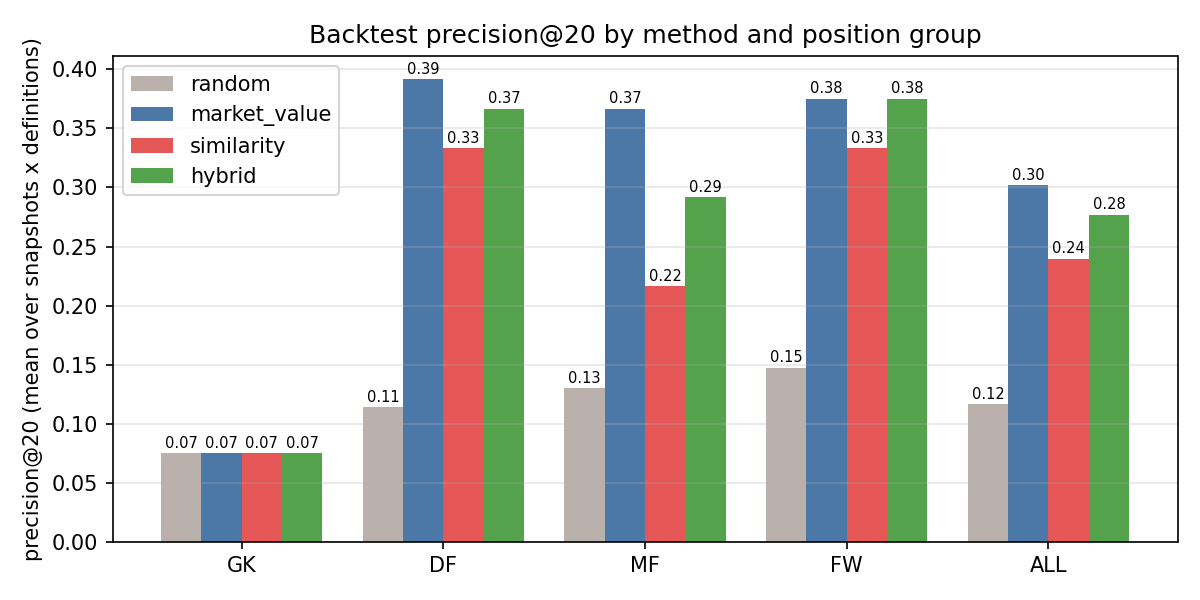 Backtest precision@20 by method and position group
precision@20 (mean over snapshots x definitions)
0.40
0.35
0.30
0.25
0.20
0.15
0.10
0.05
0.00
random
market_value
similarity
hybrid
0.07 0.07 0.07 0.07
0.11
0.39
0.33
0.37
0.13
0.37
0.22
0.29
0.15
0.38
0.33
0.38
0.12
0.30
0.24
0.28
GK
DF
MF
FW
ALL